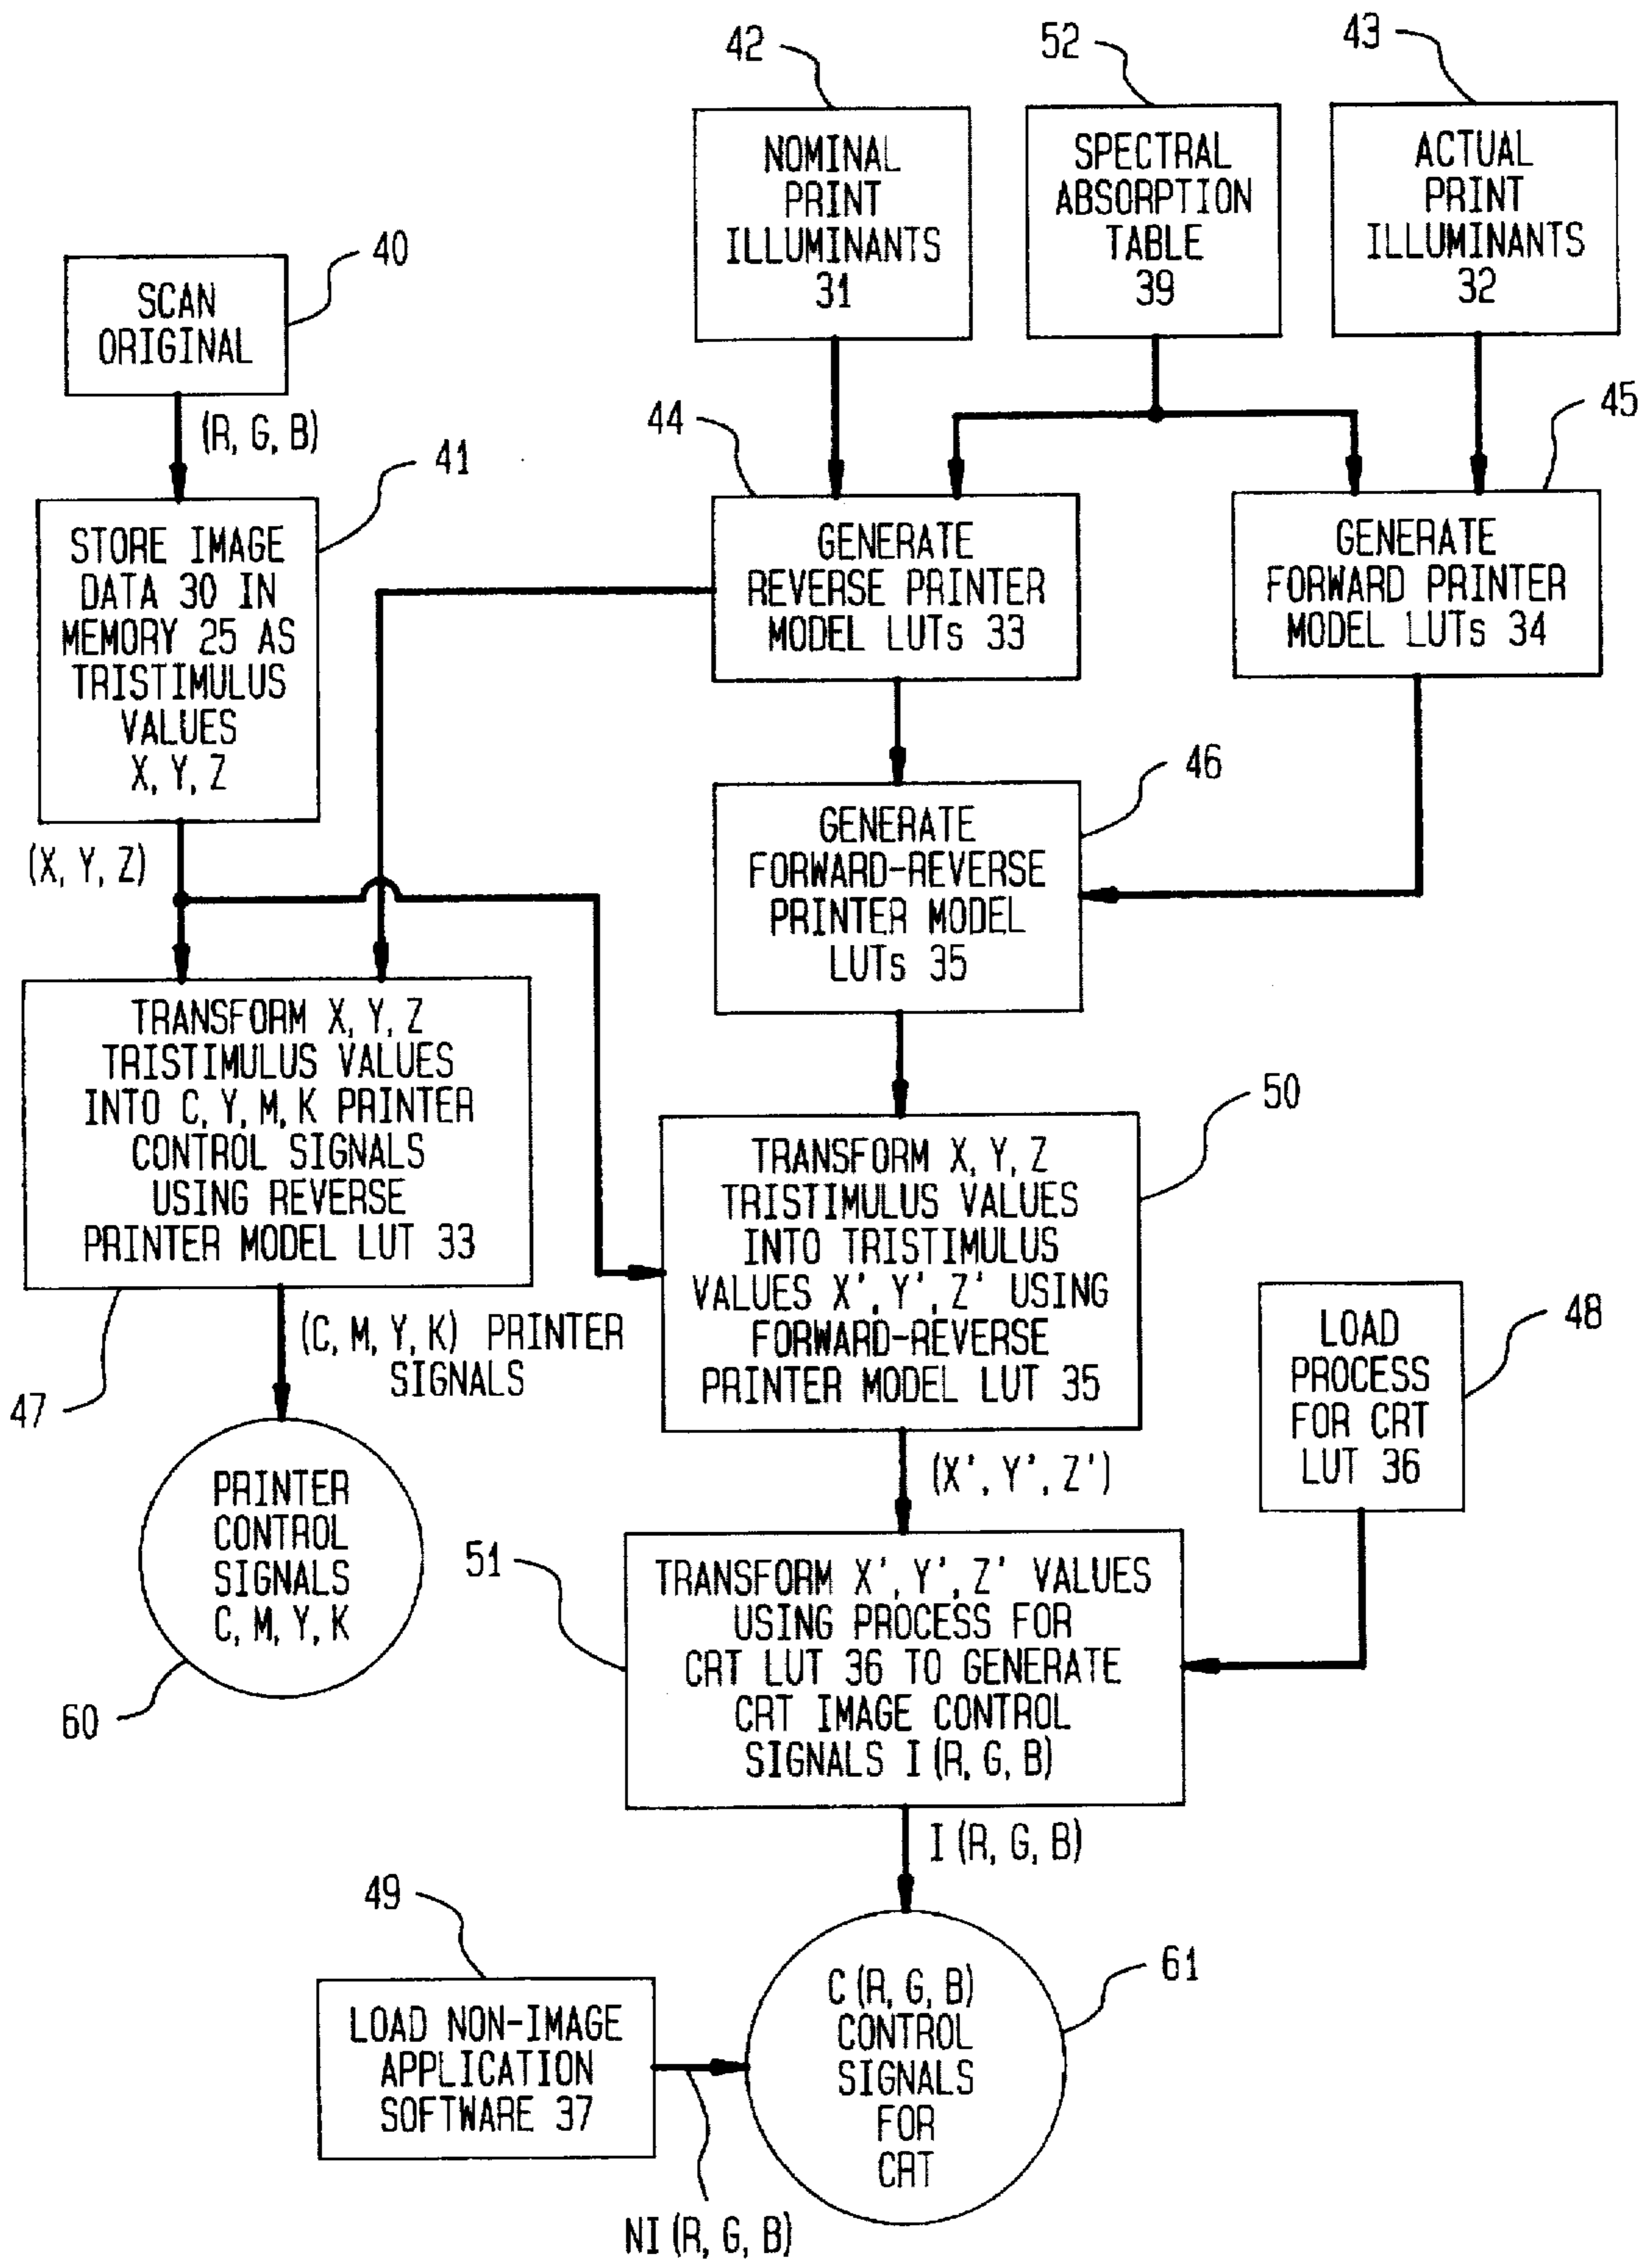 42
52
43
NOMINAL
PRINT
ILLUMINANTS
31
SPECTRAL
ABSORPTION
TABLE
39
ACTUAL
PRINT
ILLUMINANTS
32
40
SCAN
ORIGINAL
(R, G, B)
41
STORE IMAGE
DATA 30 IN
MEMORY 25 AS
TRISTIMULUS
VALUES
X, Y, Z
(X, Y, Z)
44
GENERATE
REVERSE PRINTER
MODEL LUTs 33
45
GENERATE
FORWARD PRINTER
MODEL LUTs 34
46
GENERATE
FORWARD-REVERSE
PRINTER MODEL
LUTs 35
TRANSFORM X, Y, Z
TRISTIMULUS VALUES
INTO C, Y, M, K PRINTER
CONTROL SIGNALS
USING REVERSE
PRINTER MODEL LUT 33
47
(C, M, Y, K) PRINTER
SIGNALS
PRINTER
CONTROL
SIGNALS
C, M, Y, K
60
50
TRANSFORM X, Y, Z
TRISTIMULUS VALUES
INTO TRISTIMULUS
VALUES X', Y', Z' USING
FORWARD-REVERSE
PRINTER MODEL LUT 35
(X', Y', Z')
48
LOAD
PROCESS
FOR CRT
LUT 36
51
TRANSFORM X', Y', Z' VALUES
USING PROCESS FOR
CRT LUT 36 TO GENERATE
CRT IMAGE CONTROL
SIGNALS I (R, G, B)
I (R, G, B)
49
LOAD NON-IMAGE
APPLICATION
SOFTWARE 37
NI (R, G, B)
61
C (R, G, B)
CONTROL
SIGNALS
FOR
CRT